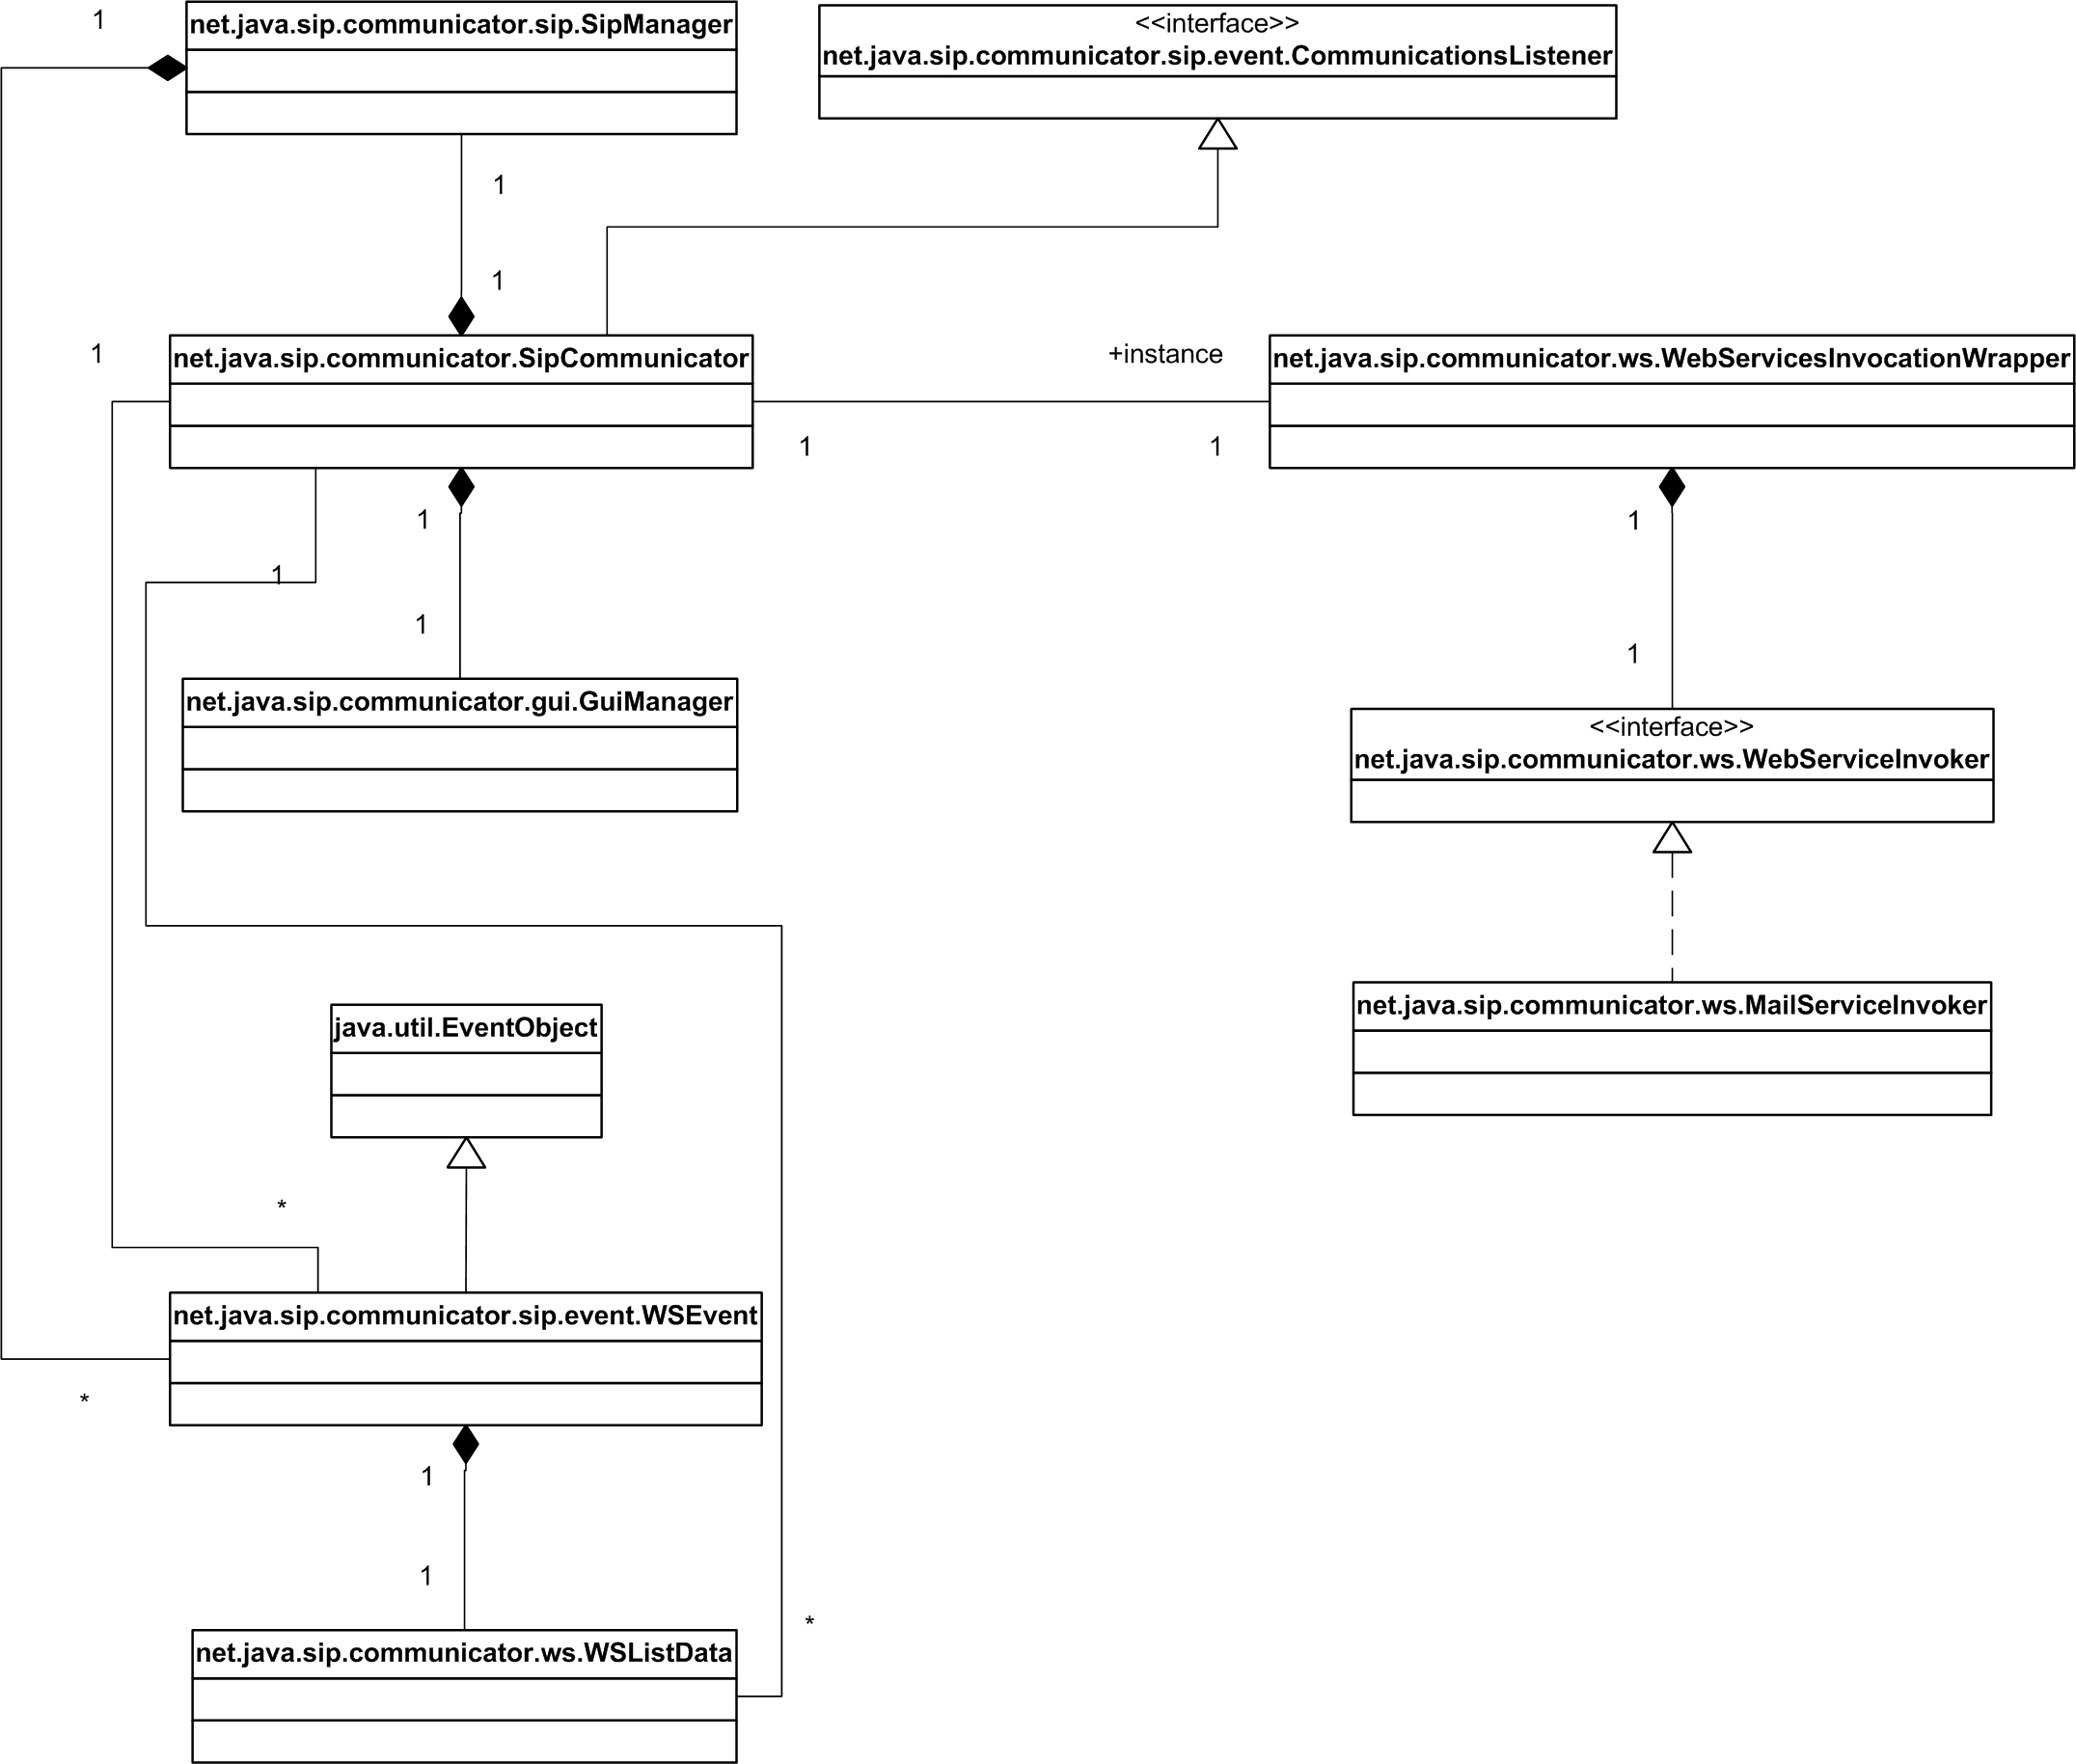 1
net.java.sip.communicator.sip.SipManager
<<interface>>
net.java.sip.communicator.sip.event.CommunicationsListener
1
1
1
net.java.sip.communicator.SipCommunicator
+instance
net.java.sip.communicator.ws.WebServicesInvocationWrapper
1
1
1
1
1
1
1
net.java.sip.communicator.gui.GuiManager
<<interface>>
net.java.sip.communicator.ws.WebServiceInvoker
net.java.sip.communicator.ws.MailServiceInvoker
java.util.EventObject
*
net.java.sip.communicator.sip.event.WSEvent
*
1
1
*
net.java.sip.communicator.ws.WSListData